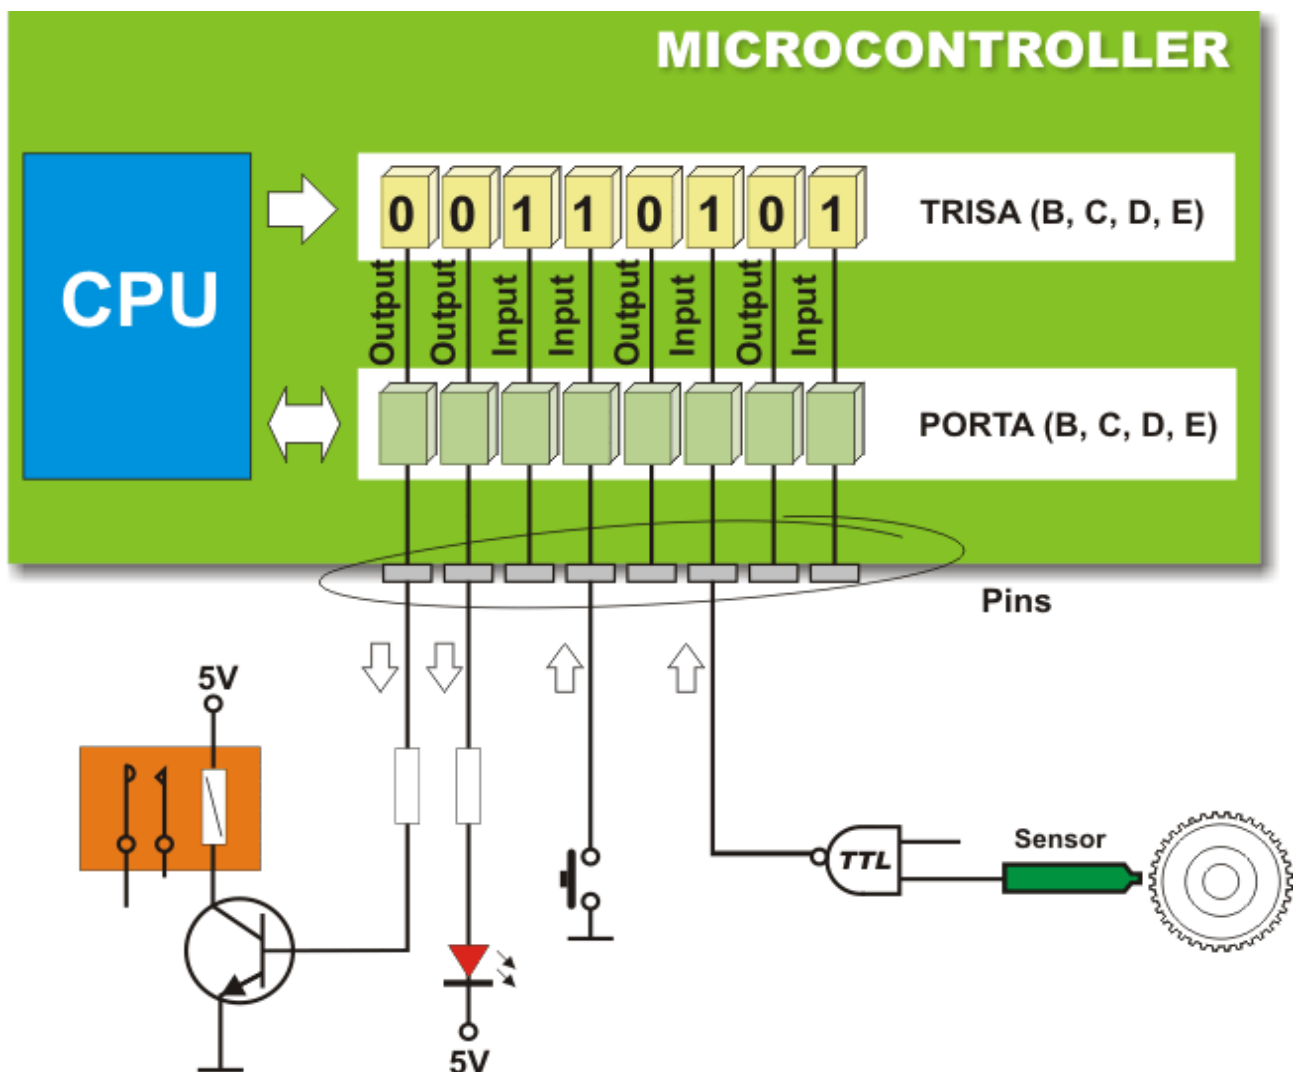 MICROCONTROLLER
CPU
0 0 1 1 0 1 0 1
TRISA (B, C, D, E)
Output
Output
Input
Input
Output
Input
Output
Input
PORTA (B, C, D, E)
Pins
5V
TTL
Sensor
5V